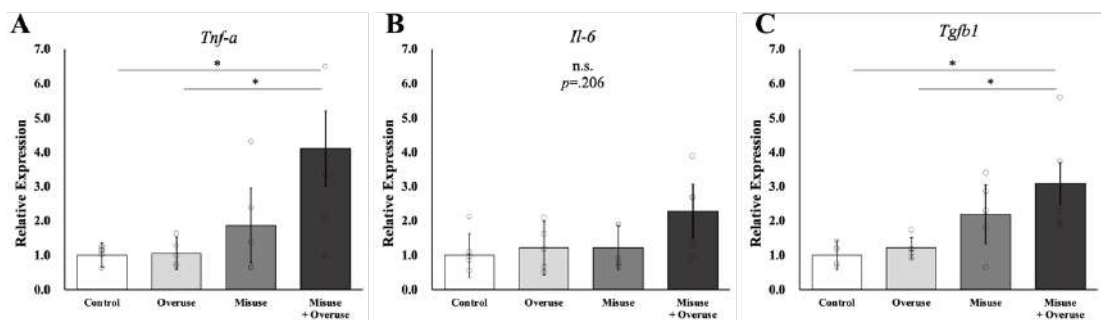 A
Tnf-a
7.0
6.0
5.0
4.0
3.0
2.0
1.0
0.0
Relative Expression
*
*
Control
Overuse
Misuse
Misuse
+ Overuse
B
Il-6
n.s.
p=.206
7.0
6.0
5.0
4.0
3.0
2.0
1.0
0.0
Relative Expression
Control
Overuse
Misuse
Misuse
+ Overuse
C
Tgfb1
7.0
6.0
5.0
4.0
3.0
2.0
1.0
0.0
Relative Expression
*
*
Control
Overuse
Misuse
Misuse
+ Overuse